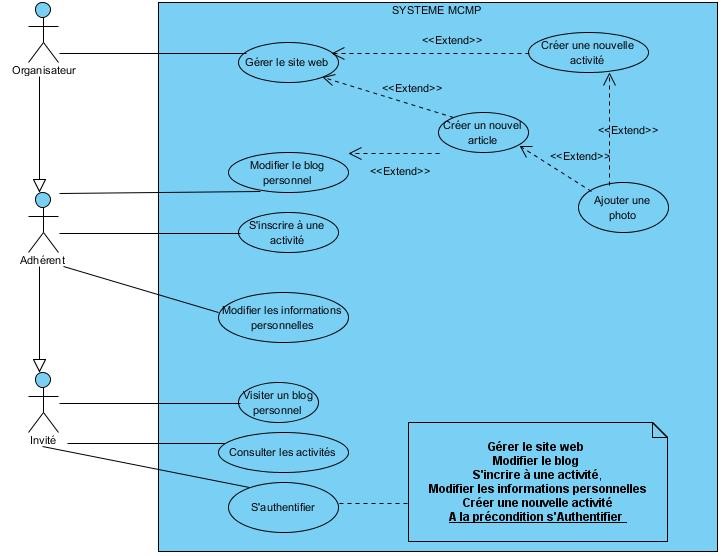 SYSTEME MCMP
Organisateur
Gérer le site web
<<Extend>>
Créer une nouvelle
activité
<<Extend>>
Créer un nouvel
article
<<Extend>>
<<Extend>>
<<Extend>>
Modifier le blog
personnel
Ajouter une
photo
Adhérent
S'inscrire à une
activité
Modifier les informations
personnelles
Invité
Visiter un blog
personnel
Consulter les activités
S'authentifier
Gérer le site web
Modifier le blog
S'incrire à une activité,
Modifier les informations personnelles
Créer une nouvelle activité
A la précondition s'Authentifier